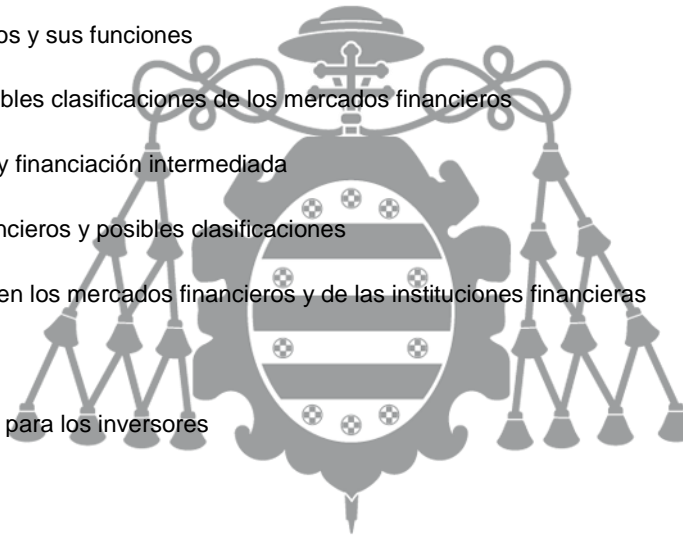 os y sus funciones
ibles clasificaciones de los mercados financieros
y financiación intermediada
ncieros y posibles clasificaciones
en los mercados financieros y de las instituciones financieras
para los inversores